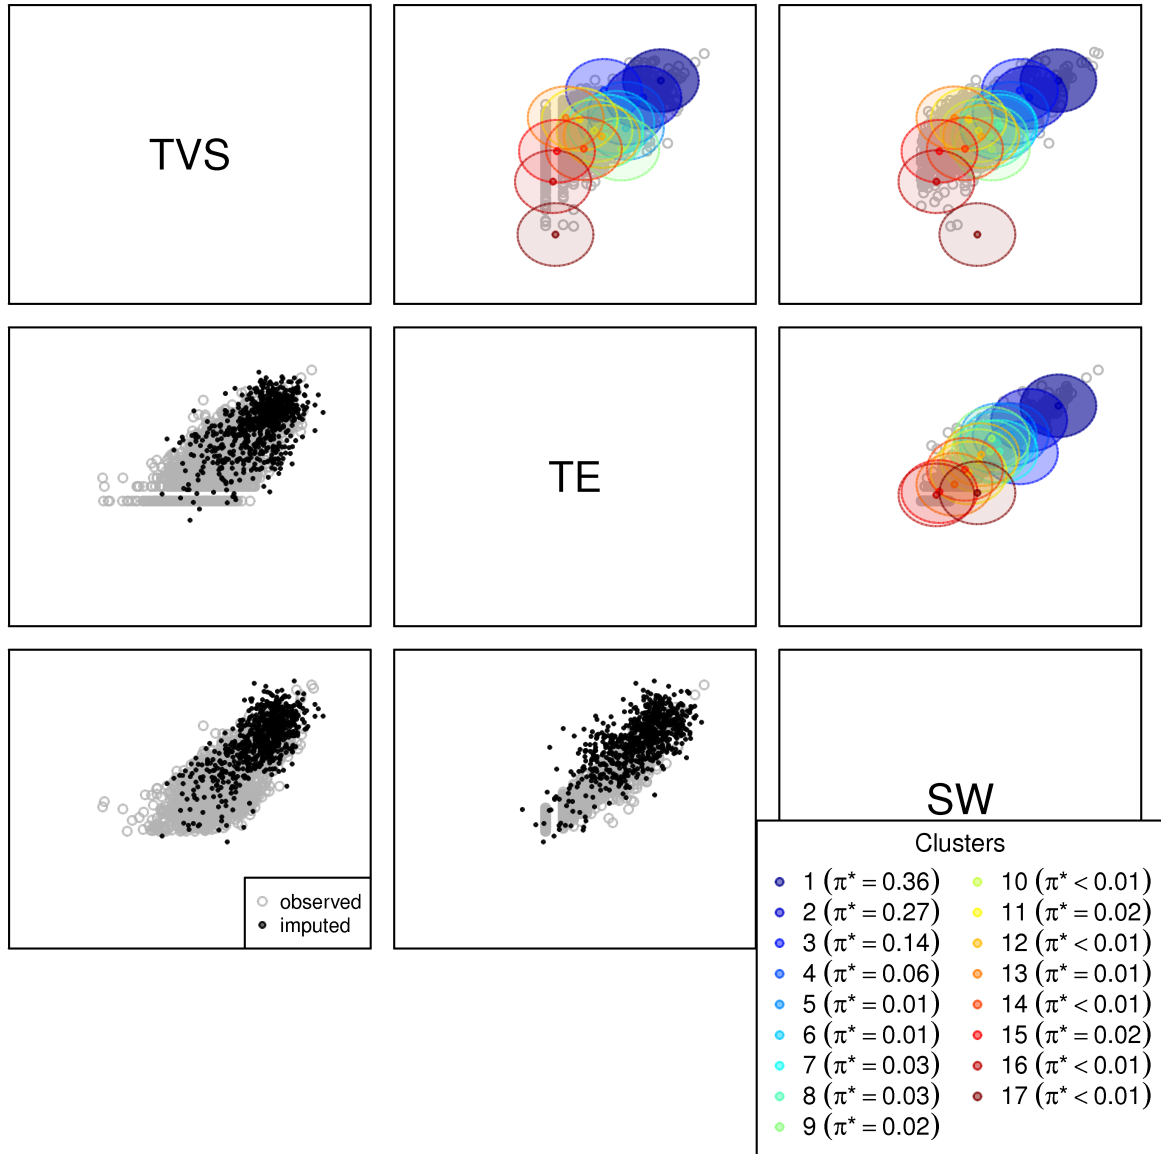 TVS
TE
SW
observed
imputed
Clusters
1 (π* = 0.36)
2 (π* = 0.27)
3 (π* = 0.14)
4 (π* = 0.06)
5 (π* = 0.01)
6 (π* = 0.01)
7 (π* = 0.03)
8 (π* = 0.03)
9 (π* = 0.02)
10 (π* < 0.01)
11 (π* = 0.02)
12 (π* < 0.01)
13 (π* = 0.01)
14 (π* < 0.01)
15 (π* = 0.02)
16 (π* < 0.01)
17 (π* < 0.01)